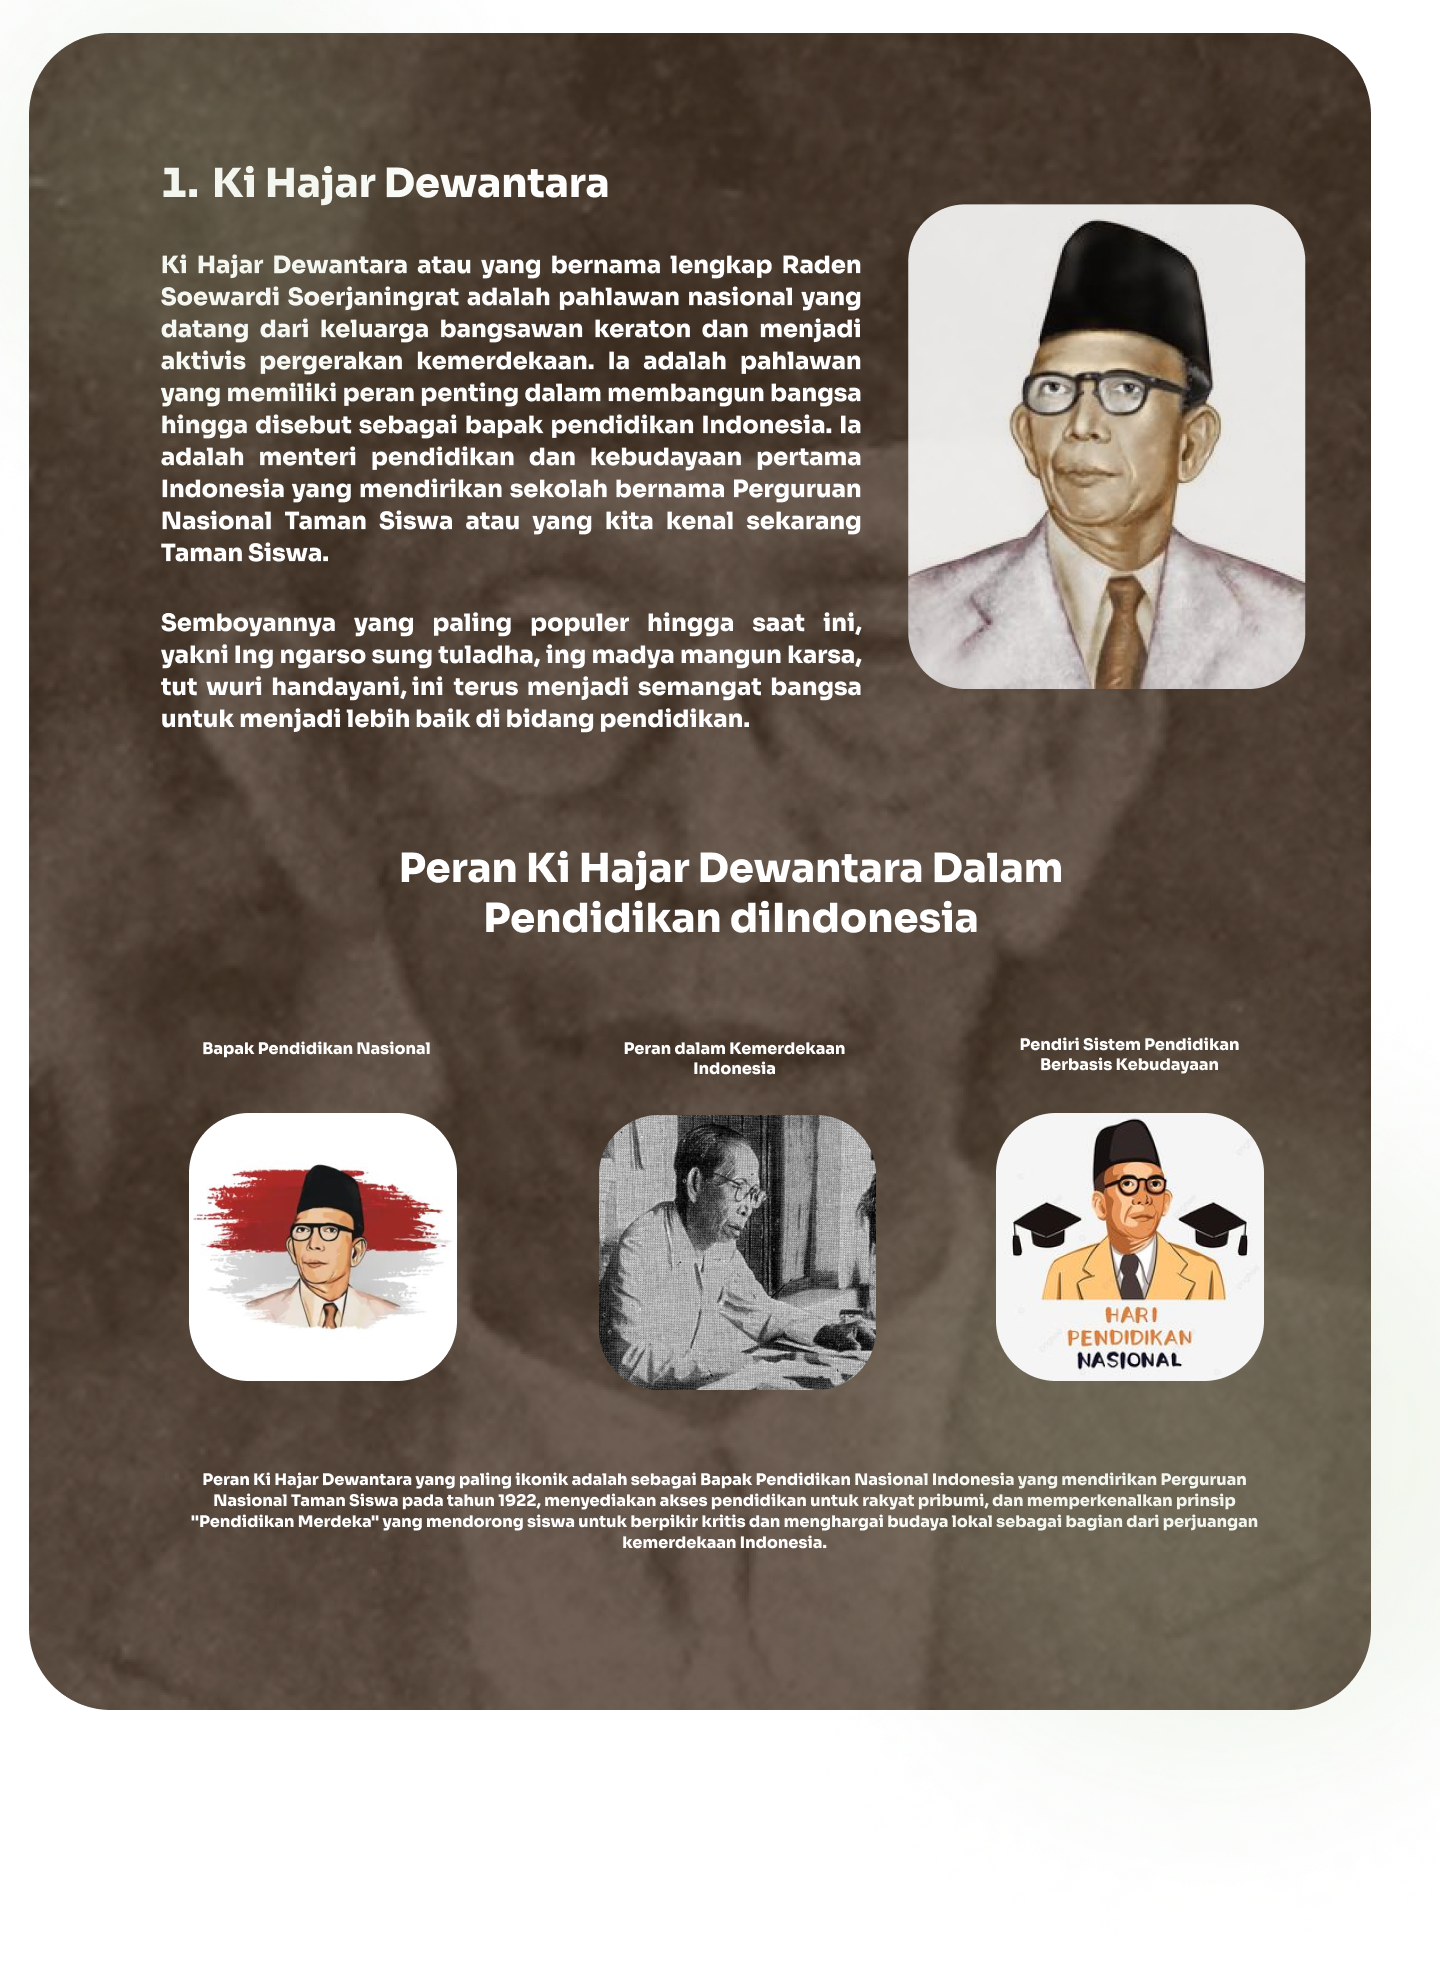 1. Ki Hajar Dewantara
Ki Hajar Dewantara atau yang bernama lengkap Raden
Soewardi Soerjaningrat adalah pahlawan nasional yang
datang dari keluarga bangsawan keraton dan menjadi
aktivis pergerakan kemerdekaan. Ia adalah pahlawan
yang memiliki peran penting dalam membangun bangsa
hingga disebut sebagai bapak pendidikan Indonesia. Ia
adalah menteri pendidikan dan kebudayaan pertama
Indonesia yang mendirikan sekolah bernama Perguruan
Nasional Taman Siswa atau yang kita kenal sekarang
Taman Siswa.
Semboyannya yang paling populer hingga saat ini,
yakni Ing ngarso sung tuladha, ing madya mangun karsa,
tut wuri handayani, ini terus menjadi semangat bangsa
untuk menjadi lebih baik di bidang pendidikan.
Peran Ki Hajar Dewantara Dalam
Pendidikan diIndonesia
Bapak Pendidikan Nasional
Peran dalam Kemerdekaan
Indonesia
Pendiri Sistem Pendidikan
Berbasis Kebudayaan
HARI
PENDIDIKAN
NASIONAL
Peran Ki Hajar Dewantara yang paling ikonik adalah sebagai Bapak Pendidikan Nasional Indonesia yang mendirikan Perguruan
Nasional Taman Siswa pada tahun 1922, menyediakan akses pendidikan untuk rakyat pribumi, dan memperkenalkan prinsip
"Pendidikan Merdeka" yang mendorong siswa untuk berpikir kritis dan menghargai budaya lokal sebagai bagian dari perjuangan
kemerdekaan Indonesia.